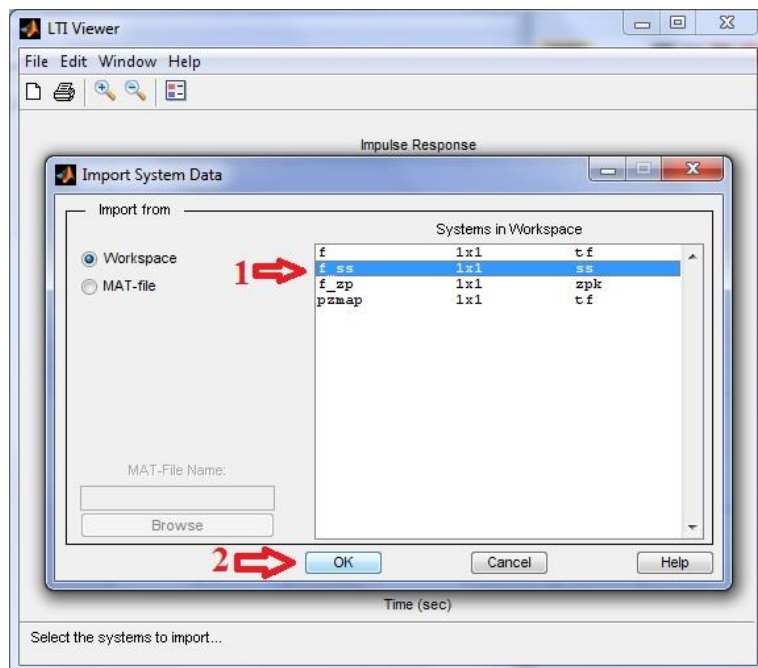 LTI Viewer
File Edit Window Help
Impulse Response
Import System Data
Import from
Systems in Workspace
Workspace
MAT-file
f 1x1 tf
1 f_ss 1x1 ss
f_zp 1x1 zpk
pzmap 1x1 tf
MAT-File Name:
Browse
2 OK Cancel Help
Time (sec)
Select the systems to import...